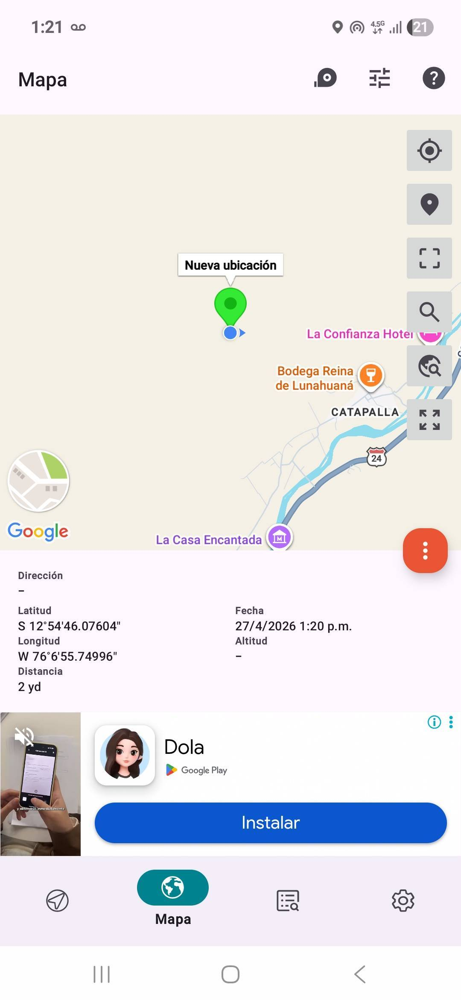 1:21
4.5G
21
Mapa
Nueva ubicación
La Confianza Hotel
Bodega Reina
de Lunahuaná
CATAPALLA
24
Google
La Casa Encantada
M
Dirección
–
Latitud
S 12°54'46.07604"
Fecha
27/4/2026 1:20 p.m.
Longitud
W 76°6'55.74996"
Altitud
–
Distancia
2 yd
Dola
Google Play
y obtendrás inmediatamente
Instalar
Mapa